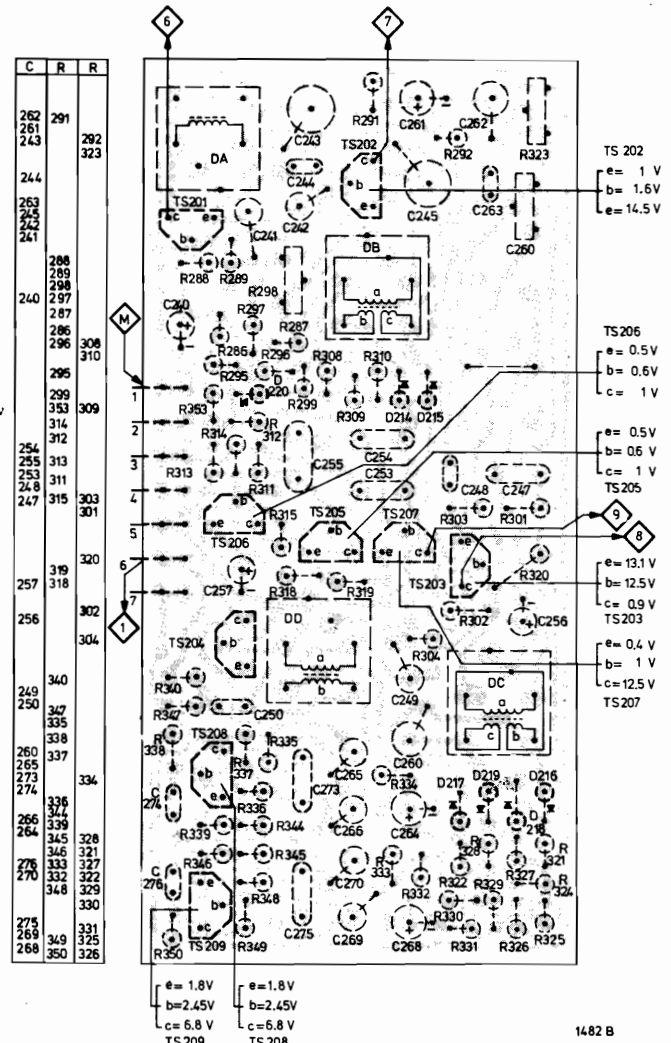 6
7
C R R
262 291
261
243 292
323
244
263
245
242
241
288
289
298
240 297
287
286
296 308
310
295
299
353 309
314
312
254
255 313
253
248 311
247 315 303
301
320
319
257 318
302
256
304
340
249
250 347
335
338
260 337
265
273 334
274
336
344
266 339
264
345 328
346 321
276 333 327
270 332 322
348 329
330
275 331
269 349 325
268 350 326
M
1
1
2
3
4
5
6
7
DA
C243
R291
C261
C262
R292
R323
TS202
c
b
C244
C245
C263
C260
TS201
c e
b
C241
C242
DB
a
b c
R288
R289
R298
C240
R297
R286
R287
R295
R296
D
220
R299
R308
R310
R309
D214
D215
R353
R314
R
312
R313
R311
C255
C254
C253
C248
C247
TS206
b
e c
R315
TS205
b
e c
TS207
b
e c
R303
R301
TS203
e
b
c
R320
C257
R318
R319
R302
C256
TS204
c
b
e
DD
a
b
R304
C249
DC
a
c b
R340
R347
C250
R
338
TS208
c
b
e
R
337
R335
C265
C260
R334
C273
C
274
R336
D217
D219
D216
D
218
R339
R344
C266
C264
R
328
R
321
R346
R345
R327
C
276
C270
R
333
R332
R322
R
324
R348
R329
TS209
e
b
c
R330
R350
R349
C275
C269
C268
R331
R326
R325
TS 202
e= 1 V
b= 1.6V
e= 14.5 V
TS206
e= 0.5V
b= 0.6V
c= 1 V
e= 0.5V
b= 0.6 V
c= 1 V
TS205
9
8
e= 13.1 V
b= 12.5V
c= 0.9 V
TS203
e= 0.4 V
b= 1 V
c=12.5V
TS207
e= 1.8V
b=2.45V
c= 6.8 V
TS209
e=1.8V
b=2.45V
c=6.8 V
TS208
1482 B